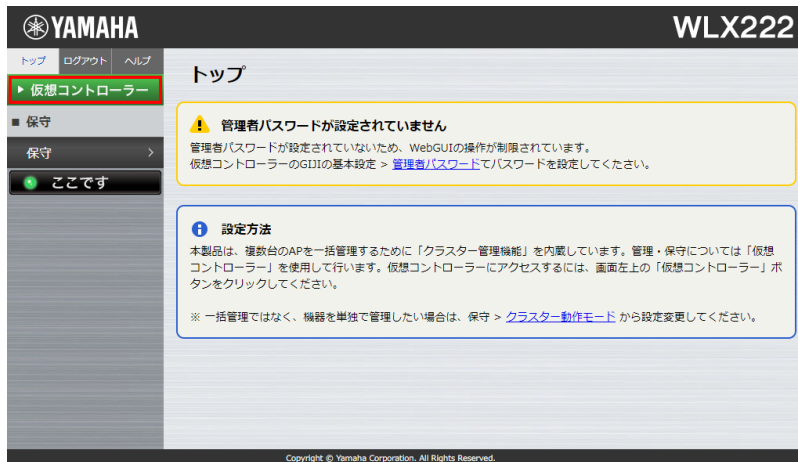 YAMAHA
WLX222
トップ ログアウト ヘルプ
仮想コントローラー
保守
保守
ここです
トップ
管理者パスワードが設定されていません
管理者パスワードが設定されていないため、WebGUIの操作が制限されています。
仮想コントローラーのGIJIの基本設定 > 管理者パスワードてパスワードを設定してくたさい。
設定方法
本製品は、複数台のAPを一括管理するために「クラスター管理機能」を内蔵しています。管理・保守については「仮想
コントローラー」を使用して行います。仮想コントローラーにアクセスするには、画面左上の「仮想コントローラー」ボ
タンをクリックしてください。
※ 一括管理ではなく、機器を単独で管理したい場合は、保守 > クラスター動作モード から設定変更してください。
Copyright © Yamaha Corporation. All Rights Reserved.